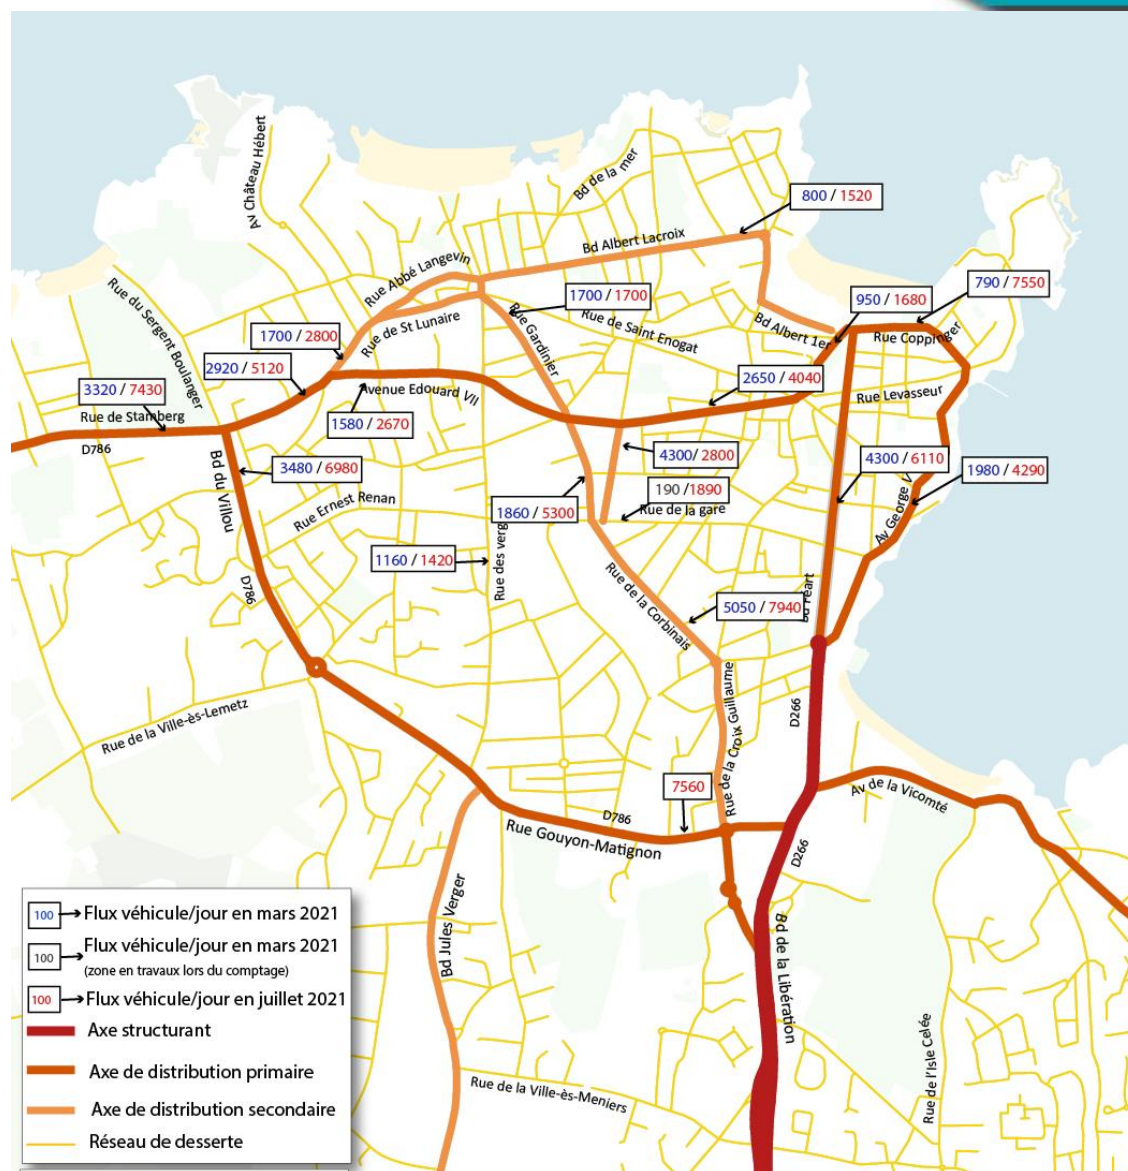 Av Château Hébert
Bd de la mer
800 / 1520
Bd Albert Lacroix
Rue Abbé Langevin
Rue du Sergent Boulanger
1700 / 1700
790 / 7550
950 / 1680
Rue Gardinier
Rue de Saint Enogat
Bd Albert 1er
Rue Coppinger
1700 / 2800
Rue de St Lunaire
2920 / 5120
3320 / 7430
2650 / 4040
Avenue Edouard VII
Rue Levasseur
Rue de Stamberg
D786
1580 / 2670
3480 / 6980
4300/ 2800
4300 / 6110
1980 / 4290
Bd du Villou
190 /1890
Rue de la gare
Rue Ernest Renan
1860 / 5300
Av George V
Rue des verg
1160 / 1420
D786
Rue de la Corbinais
5050 / 7940
Bd Féart
Rue de la Ville-ès-Lemetz
D266
Rue de la Croix Guillaume
7560
Av de la Vicomté
D786
Rue Gouyon-Matignon
D266
Bd Jules Verger
Bd de la Libération
Rue de l'Isle Celée
Rue de la Ville-ès-Meniers
100 Flux véhicule/jour en mars 2021
100 Flux véhicule/jour en mars 2021
(zone en travaux lors du comptage)
100 Flux véhicule/jour en juillet 2021
Axe structurant
Axe de distribution primaire
Axe de distribution secondaire
Réseau de desserte